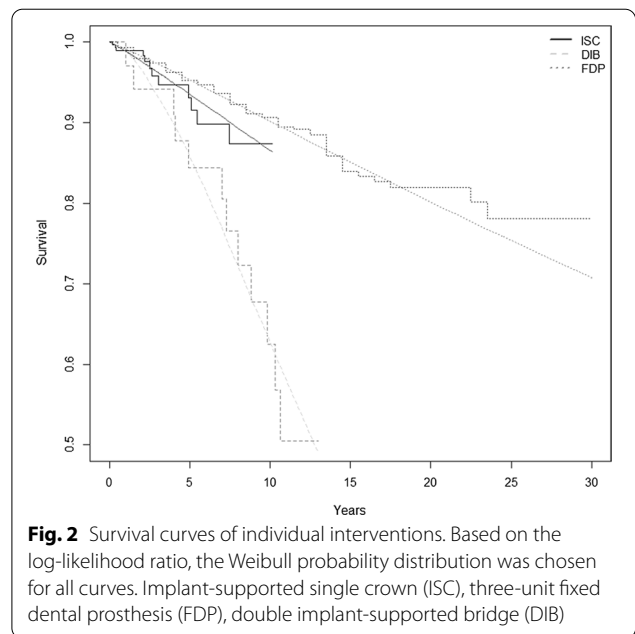 1.0
0.9
0.8
0.7
0.6
0.5
Survival
ISC
DIB
FDP
0 5 10 15 20 25 30
Years
Fig. 2 Survival curves of individual interventions. Based on the
log-likelihood ratio, the Weibull probability distribution was chosen
for all curves. Implant-supported single crown (ISC), three-unit fixed
dental prosthesis (FDP), double implant-supported bridge (DIB)